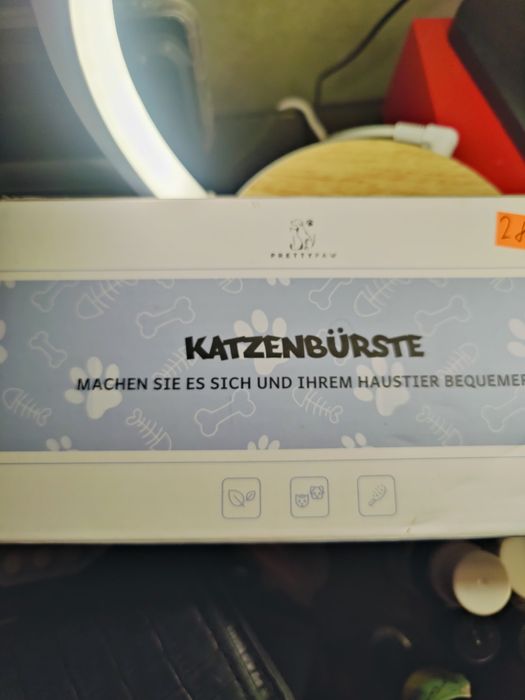 PRETTYPAW
KATZENBÜRSTE
MACHEN SIE ES SICH UND IHREM HAUSTIER BEQUEMER